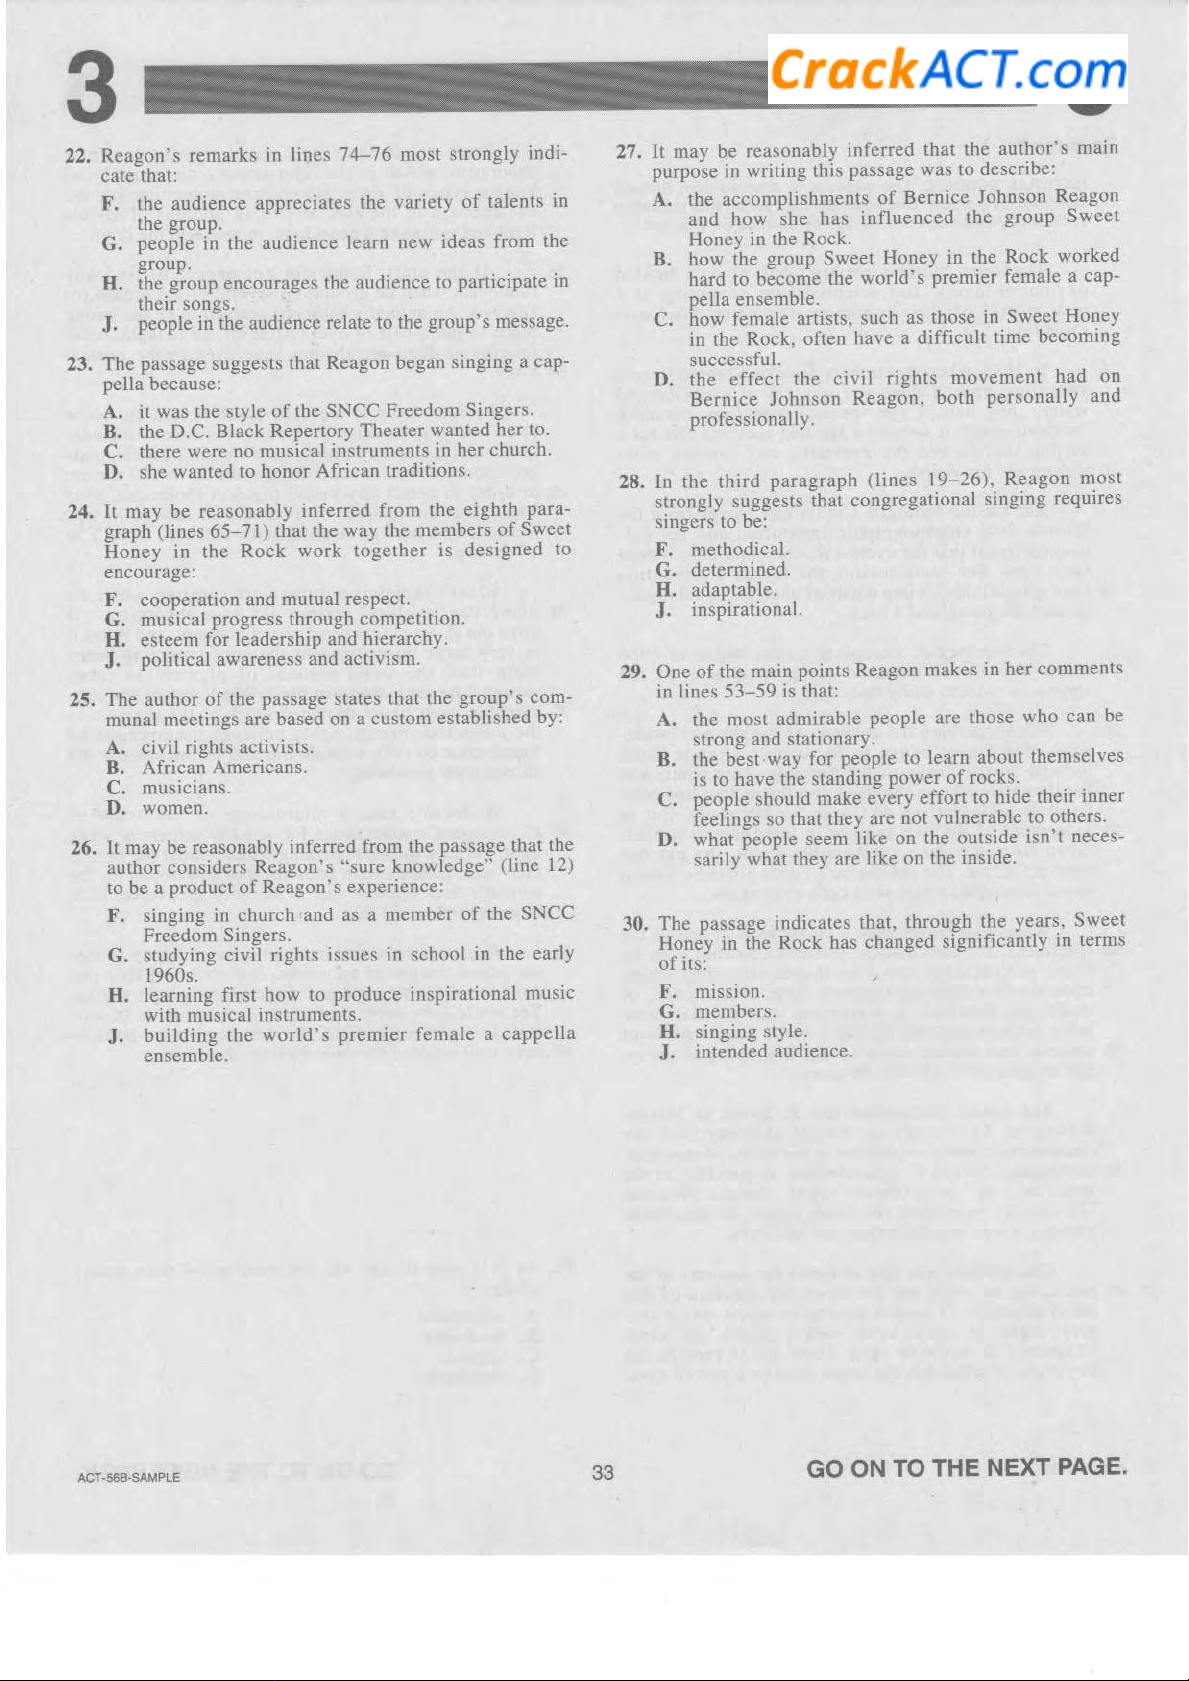 3
CrackACT.com
22. Reagon's remarks in lines 74–76 most strongly indi-
cate that:
F. the audience appreciates the variety of talents in
the group.
G. people in the audience learn new ideas from the
group.
H. the group encourages the audience to participate in
their songs.
J. people in the audience relate to the group's message.
23. The passage suggests that Reagon began singing a cap-
pella because:
A. it was the style of the SNCC Freedom Singers.
B. the D.C. Black Repertory Theater wanted her to.
C. there were no musical instruments in her church.
D. she wanted to honor African traditions.
24. It may be reasonably inferred from the eighth para-
graph (lines 65–71) that the way the members of Sweet
Honey in the Rock work together is designed to
encourage:
F. cooperation and mutual respect.
G. musical progress through competition.
H. esteem for leadership and hierarchy.
J. political awareness and activism.
25. The author of the passage states that the group's com-
munal meetings are based on a custom established by:
A. civil rights activists.
B. African Americans.
C. musicians.
D. women.
26. It may be reasonably inferred from the passage that the
author considers Reagon's "sure knowledge" (line 12)
to be a product of Reagon's experience:
F. singing in church and as a member of the SNCC
Freedom Singers.
G. studying civil rights issues in school in the early
1960s.
H. learning first how to produce inspirational music
with musical instruments.
J. building the world's premier female a cappella
ensemble.
27. It may be reasonably inferred that the author's main
purpose in writing this passage was to describe:
A. the accomplishments of Bernice Johnson Reagon
and how she has influenced the group Sweet
Honey in the Rock.
B. how the group Sweet Honey in the Rock worked
hard to become the world's premier female a cap-
pella ensemble.
C. how female artists, such as those in Sweet Honey
in the Rock, often have a difficult time becoming
successful.
D. the effect the civil rights movement had on
Bernice Johnson Reagon, both personally and
professionally.
28. In the third paragraph (lines 19–26), Reagon most
strongly suggests that congregational singing requires
singers to be:
F. methodical.
G. determined.
H. adaptable.
J. inspirational.
29. One of the main points Reagon makes in her comments
in lines 53–59 is that:
A. the most admirable people are those who can be
strong and stationary.
B. the best way for people to learn about themselves
is to have the standing power of rocks.
C. people should make every effort to hide their inner
feelings so that they are not vulnerable to others.
D. what people seem like on the outside isn't neces-
sarily what they are like on the inside.
30. The passage indicates that, through the years, Sweet
Honey in the Rock has changed significantly in terms
of its:
F. mission.
G. members.
H. singing style.
J. intended audience.
ACT-56B-SAMPLE
33
GO ON TO THE NEXT PAGE.